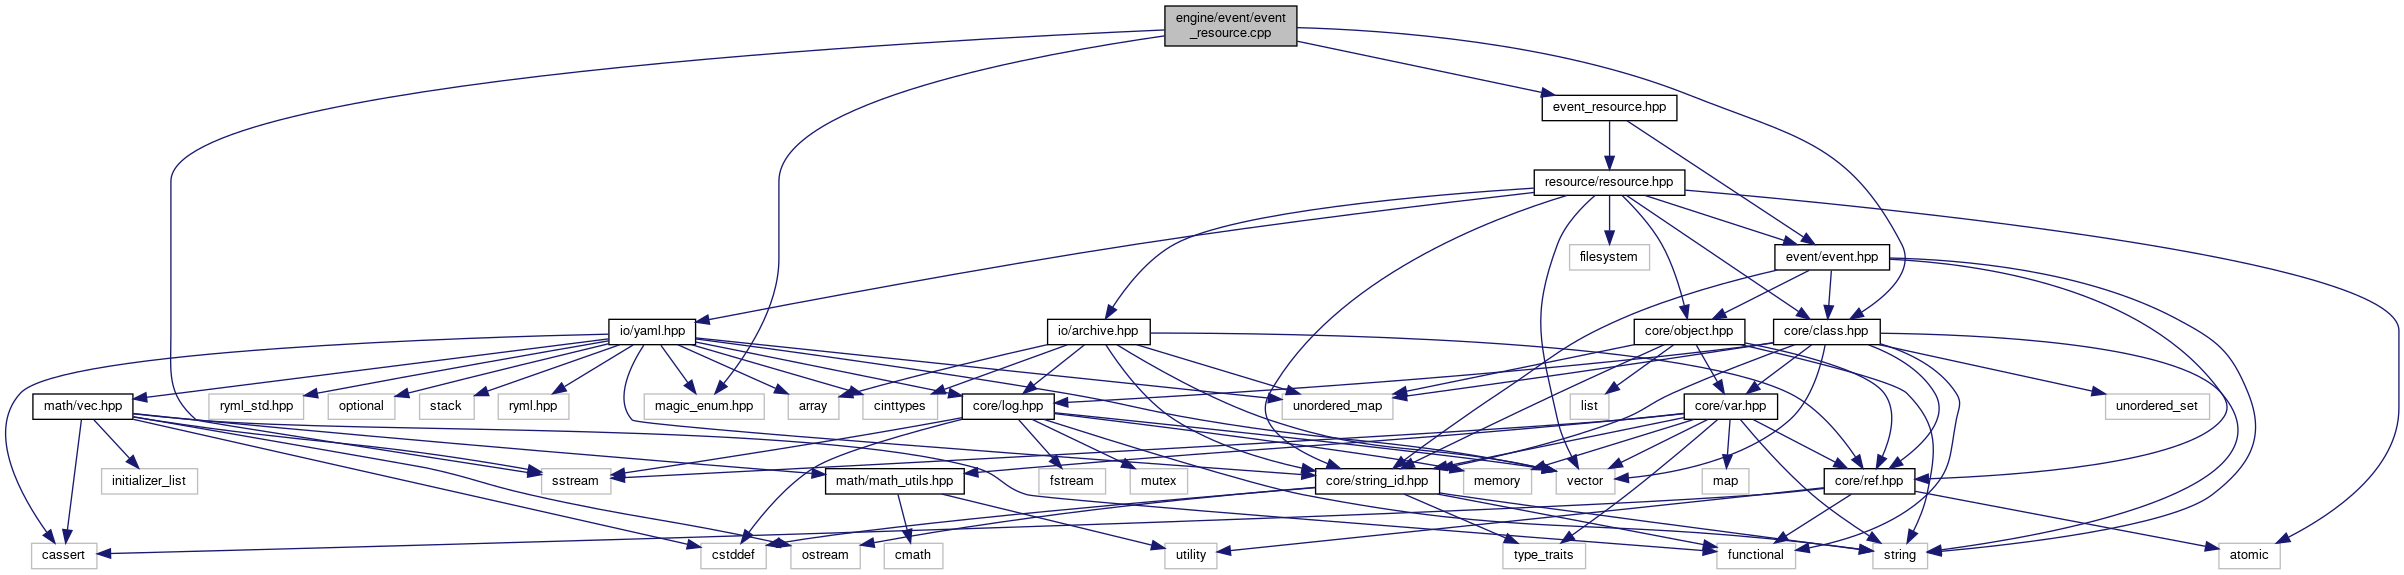 engine/event/event
_resource.cpp
event_resource.hpp
resource/resource.hpp
filesystem
event/event.hpp
io/yaml.hpp
io/archive.hpp
core/object.hpp
core/class.hpp
math/vec.hpp
ryml_std.hpp
optional
stack
ryml.hpp
magic_enum.hpp
array
cinttypes
core/log.hpp
unordered_map
list
core/var.hpp
unordered_set
initializer_list
sstream
math/math_utils.hpp
fstream
mutex
core/string_id.hpp
memory
vector
map
core/ref.hpp
cassert
cstddef
ostream
cmath
utility
type_traits
functional
string
atomic